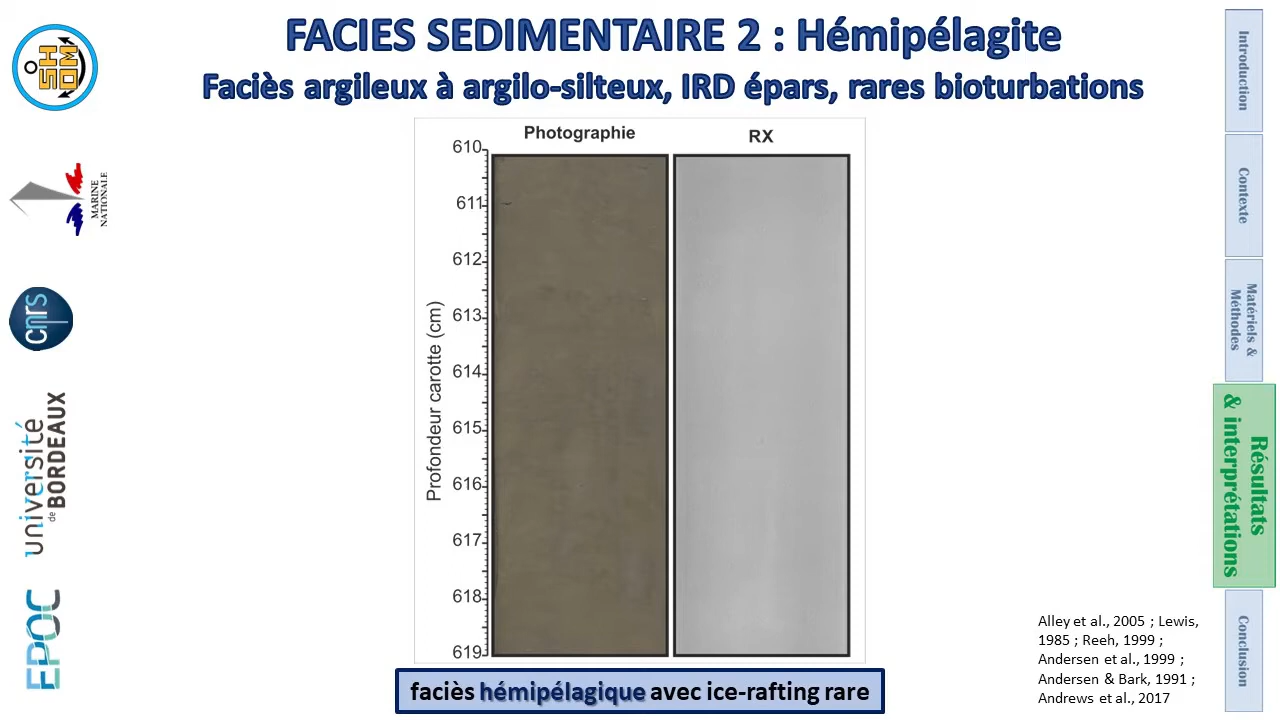 FACIES SEDIMENTAIRE 2 : Hémipélagite
Faciès argileux à argilo-silteux, IRD épars, rares bioturbations
SHOM
MARINE
NATIONALE
cnrs
université
de BORDEAUX
EPOC
Photographie
RX
Profondeur carotte (cm)
610
611
612
613
614
615
616
617
618
619
faciès hémipélagique avec ice-rafting rare
Alley et al., 2005 ; Lewis,
1985 ; Reeh, 1999 ;
Andersen et al., 1999 ;
Andersen & Bark, 1991 ;
Andrews et al., 2017
Introduction
Contexte
Matériels &
Méthodes
Résultats
& interprétations
Conclusion